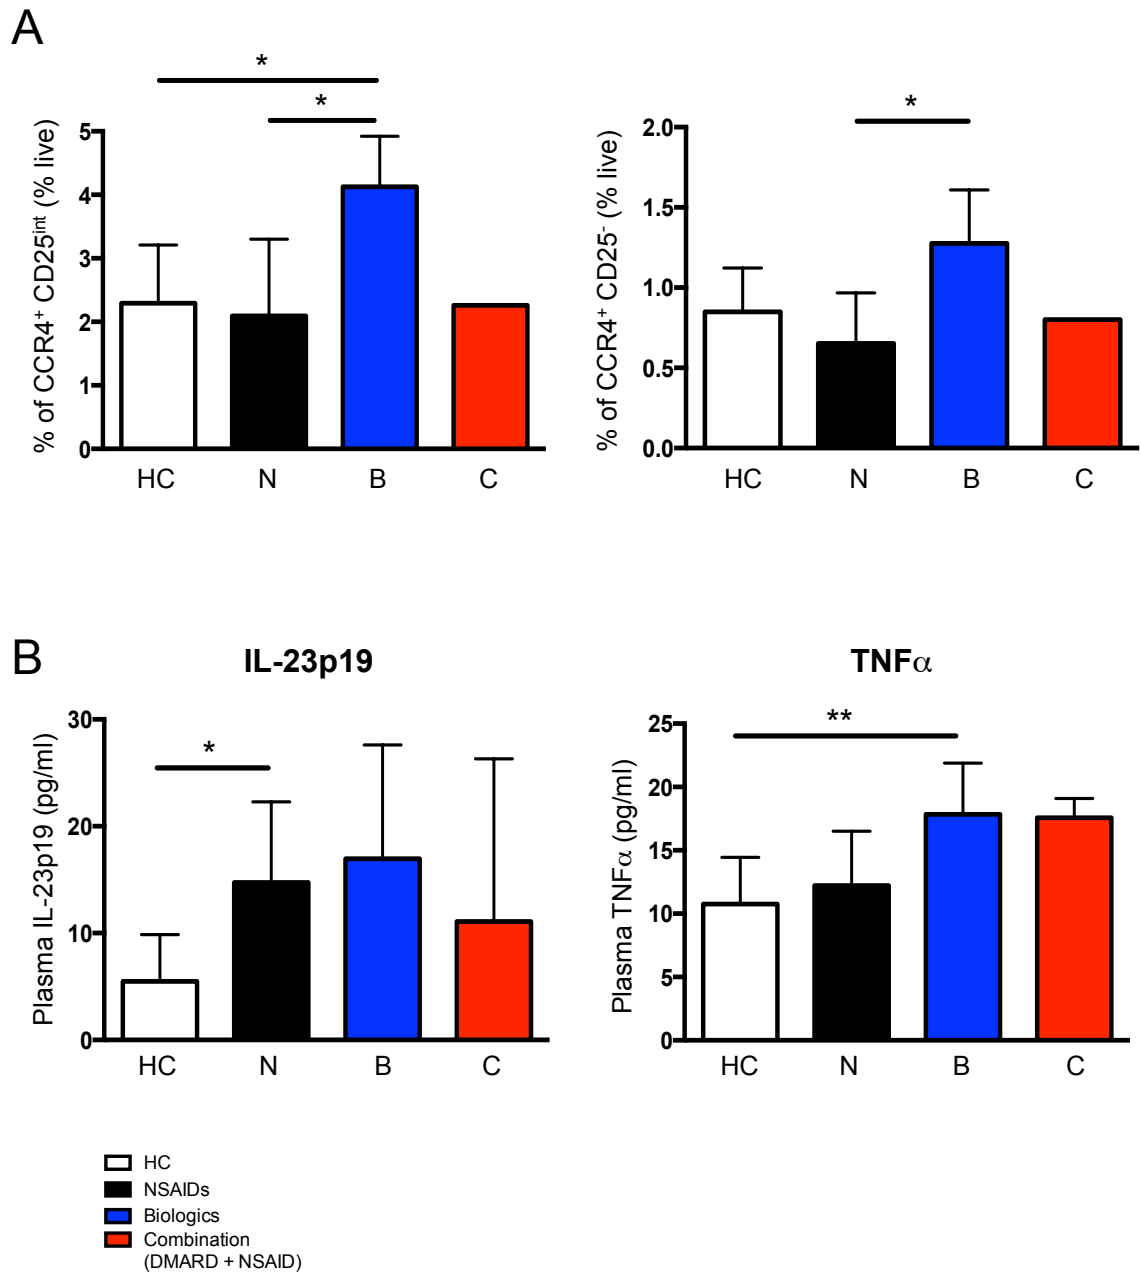 A
*
*
% of CCR4⁺ CD25ⁱⁿᵗ (% live)
5
4
3
2
1
0
HC N B C
*
% of CCR4⁺ CD25⁻ (% live)
2.0
1.5
1.0
0.5
0.0
HC N B C
B
IL-23p19
*
Plasma IL-23p19 (pg/ml)
30
20
10
0
HC N B C
TNFα
**
Plasma TNFα (pg/ml)
25
20
15
10
5
0
HC N B C
HC
NSAIDs
Biologics
Combination
(DMARD + NSAID)